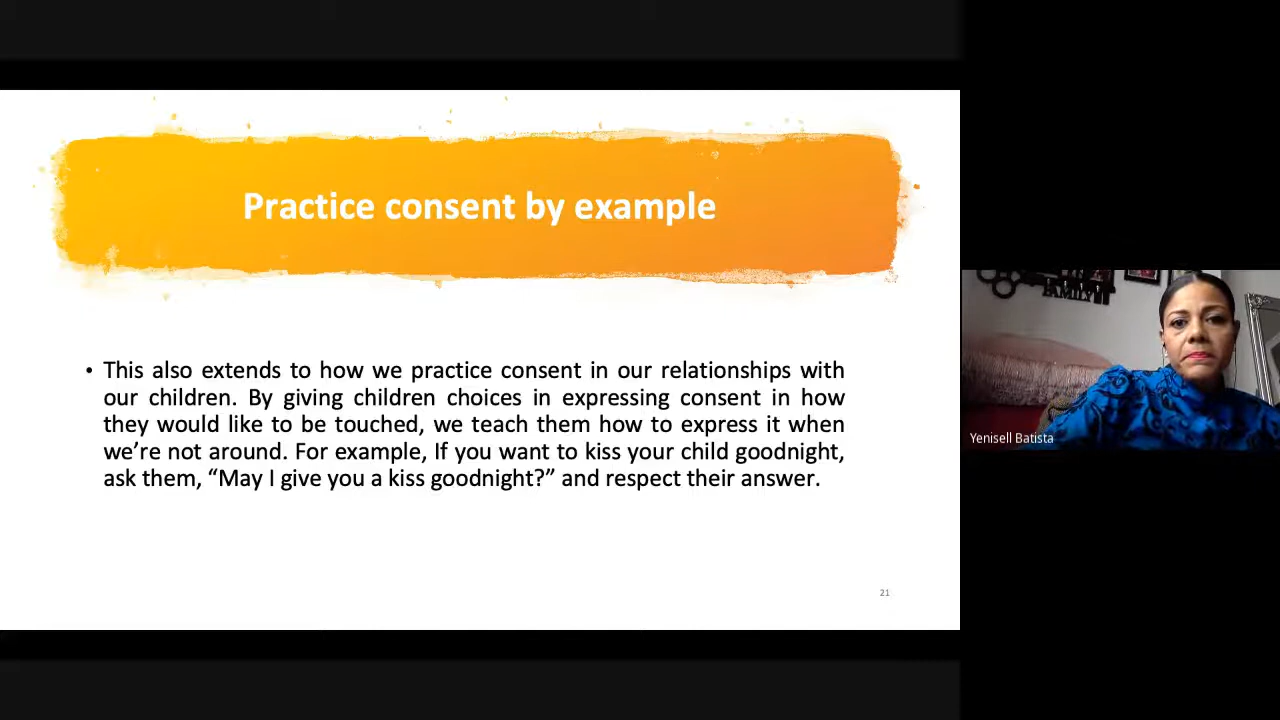 Practice consent by example
• This also extends to how we practice consent in our relationships with
our children. By giving children choices in expressing consent in how
they would like to be touched, we teach them how to express it when
we’re not around. For example, If you want to kiss your child goodnight,
ask them, “May I give you a kiss goodnight?” and respect their answer.
21
FAMILY
Yenisell Batista